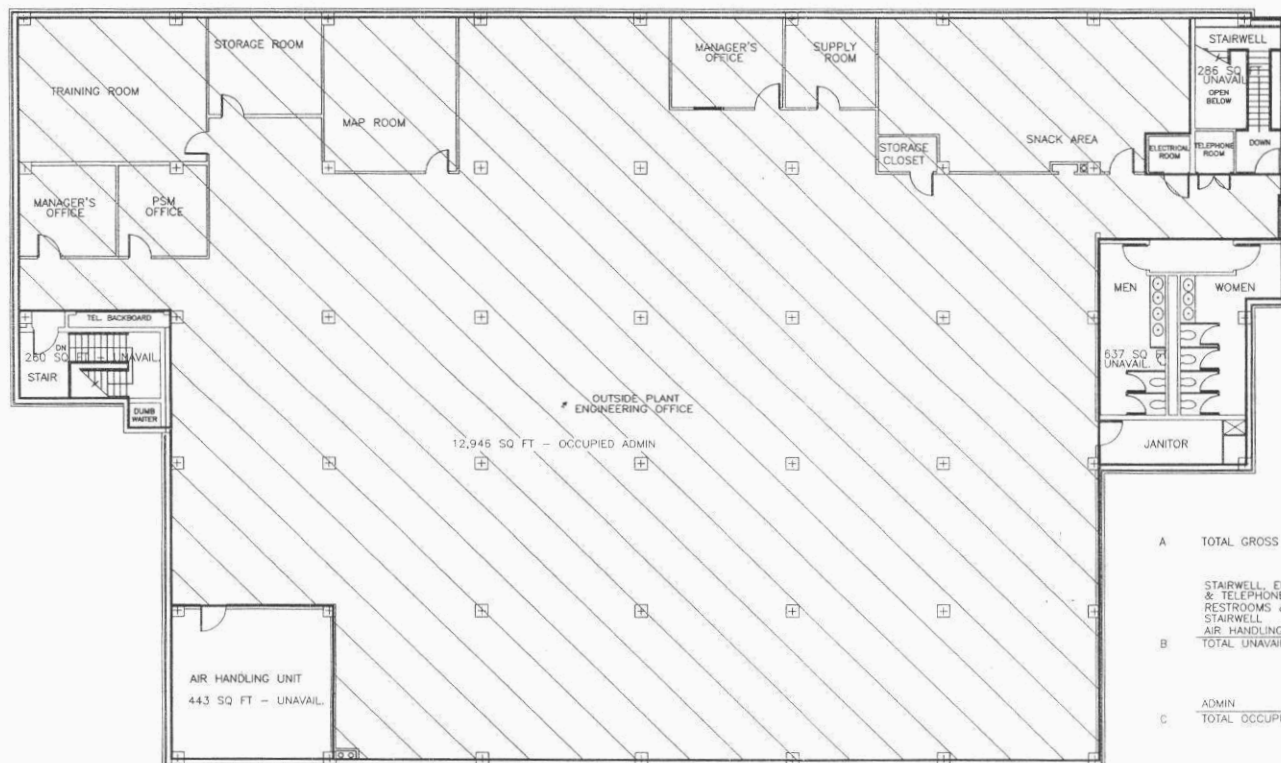 STORAGE ROOM
MANAGER'S
OFFICE
SUPPLY
ROOM
STAIRWELL
286 SQ FT
UNAVAIL
OPEN
BELOW
TRAINING ROOM
MAP ROOM
SNACK AREA
STORAGE
CLOSET
ELECTRICAL
ROOM
TELEPHONE
ROOM
DOWN
MANAGER'S
OFFICE
PSM
OFFICE
MEN
WOMEN
TEL. BACKBOARD
DN
260 SQ FT - UNAVAIL.
STAIR
637 SQ
UNAVAIL.
DUMB
WAITER
OUTSIDE PLANT
ENGINEERING OFFICE
12,946 SQ FT - OCCUPIED ADMIN
JANITOR
A TOTAL GROSS
STAIRWELL,
& TELEPHONE
RESTROOMS &
STAIRWELL
AIR HANDLING
B TOTAL
AIR HANDLING UNIT
443 SQ FT - UNAVAIL.
ADMIN
C TOTAL